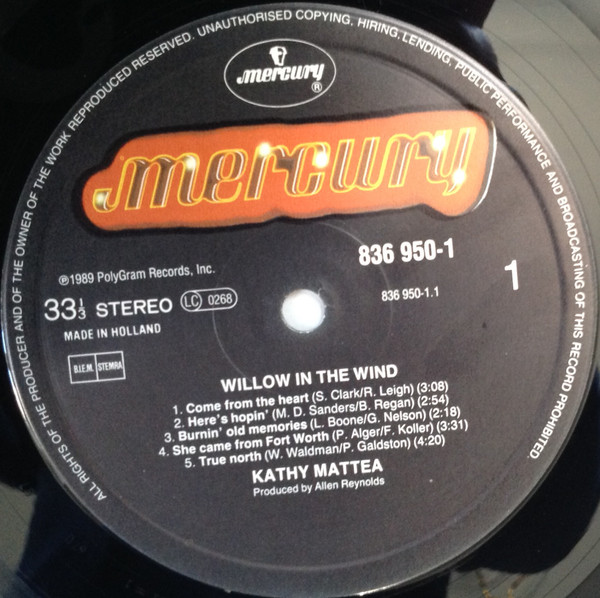 ALL RIGHTS OF THE PRODUCER AND OF THE OWNER OF THE WORK REPRODUCED RESERVED. UNAUTHORISED COPYING, HIRING, LENDING, PUBLIC PERFORMANCE AND BROADCASTING OF THIS RECORD PROHIBITED
mercury®
mercury
836 950-1
℗1989 PolyGram Records, Inc.
1
33⅓ STEREO LC 0268
836 950-1.1
MADE IN HOLLAND
B.I.E.M. STEMRA
WILLOW IN THE WIND
1. Come from the heart (S. Clark/R. Leigh) (3:08)
2. Here's hopin' (M. D. Sanders/B. Regan) (2:54)
3. Burnin' old memories (L. Boone/G. Nelson) (2:18)
4. She came from Fort Worth (P. Alger/F. Koller) (3:31)
5. True north (W. Waldman/P. Galdston) (4:20)
KATHY MATTEA
Produced by Allen Reynolds